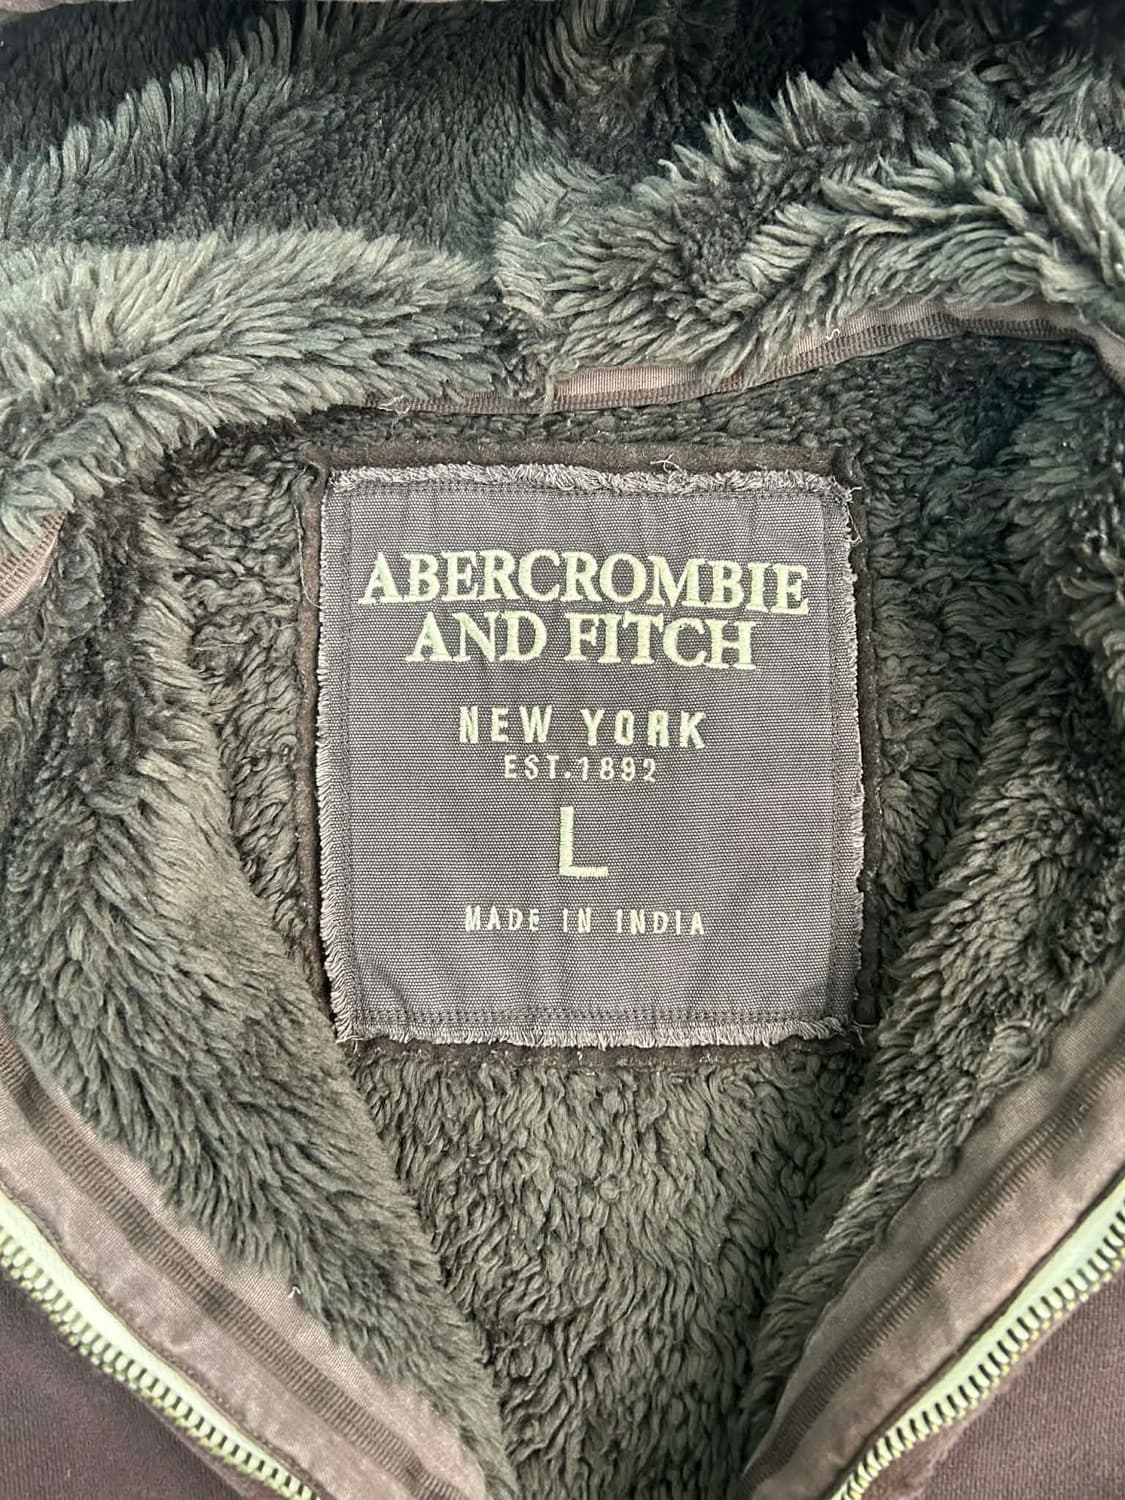 ABERCROMBIE
AND FITCH
NEW YORK
EST.1892
L
MADE IN INDIA